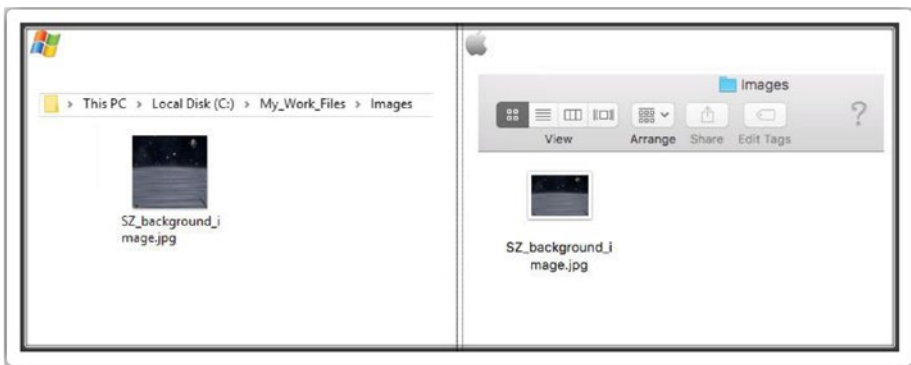 This PC > Local Disk (C:) > My_Work_Files > Images
SZ_background_i
mage.jpg
Images
View Arrange Share Edit Tags
?
SZ_background_i
mage.jpg